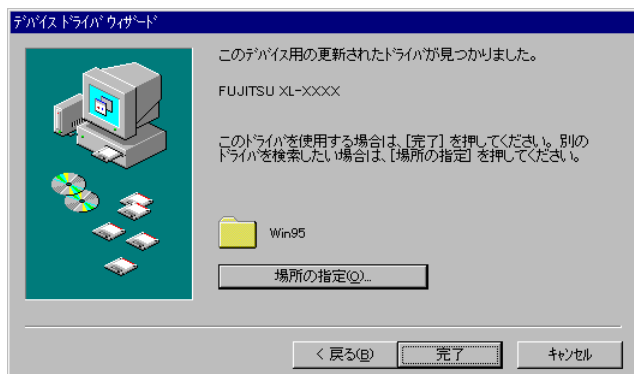 ﾃﾞﾊﾞｲｽ ﾄﾞﾗｲﾊﾞ ｳｨｻﾞｰﾄﾞ
このﾃﾞﾊﾞｲｽ用の更新されたﾄﾞﾗｲﾊﾞが見つかりました。
FUJITSU XL-XXXX
このﾄﾞﾗｲﾊﾞを使用する場合は、[完了] を押してください。別の
ﾄﾞﾗｲﾊﾞを検索したい場合は、[場所の指定] を押してください。
Win95
場所の指定(O)...
< 戻る(B)
完了
ｷｬﾝｾﾙ